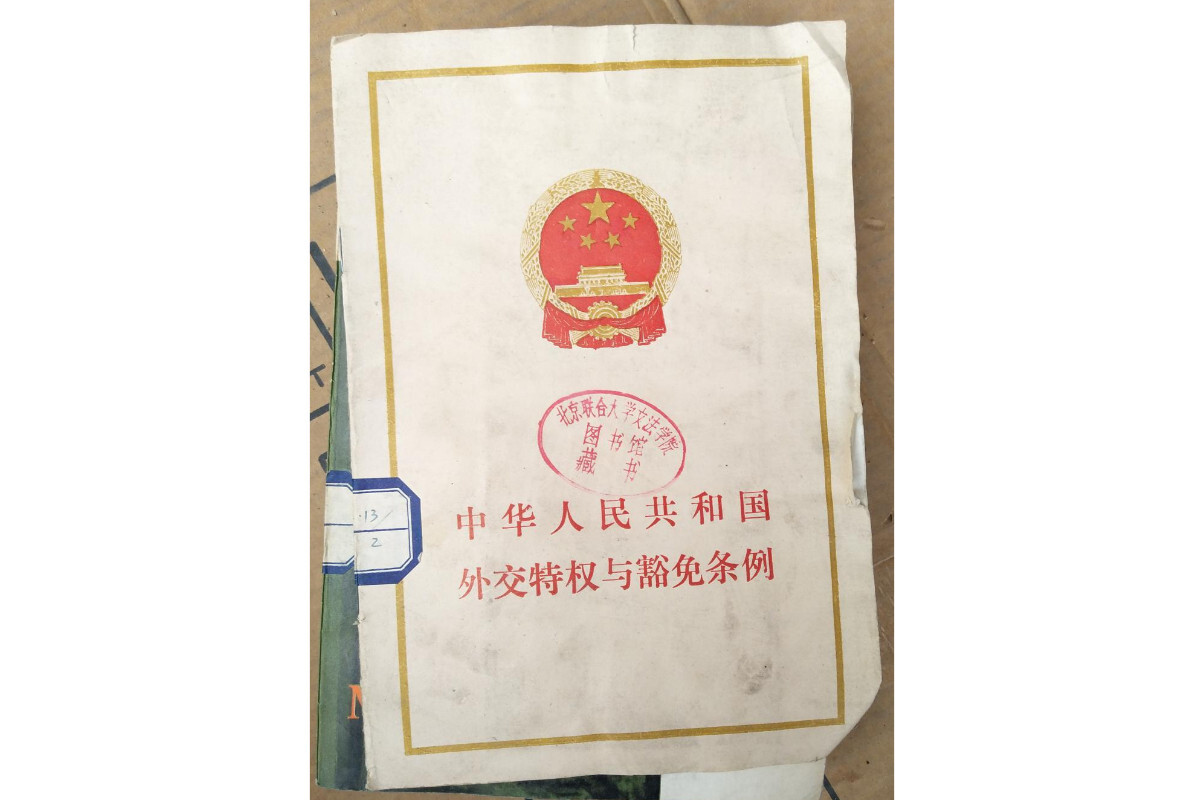 北京联合大学文法学院
图书馆
藏书
中华人民共和国
外交特权与豁免条例
.13/
2
N